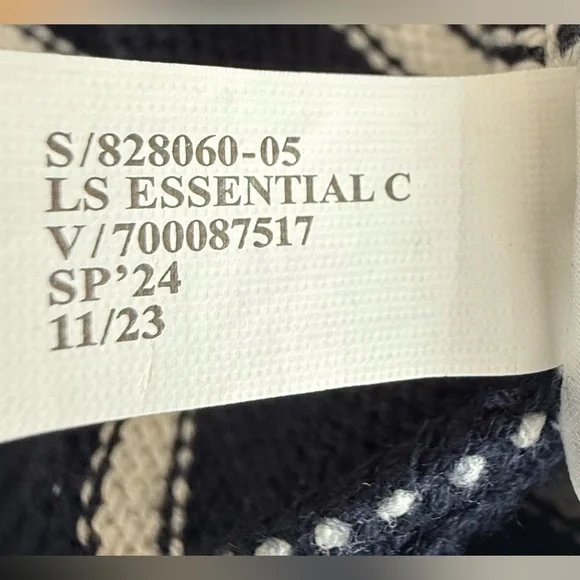 S/828060-05
LS ESSENTIAL C
V/700087517
SP’24
11/23